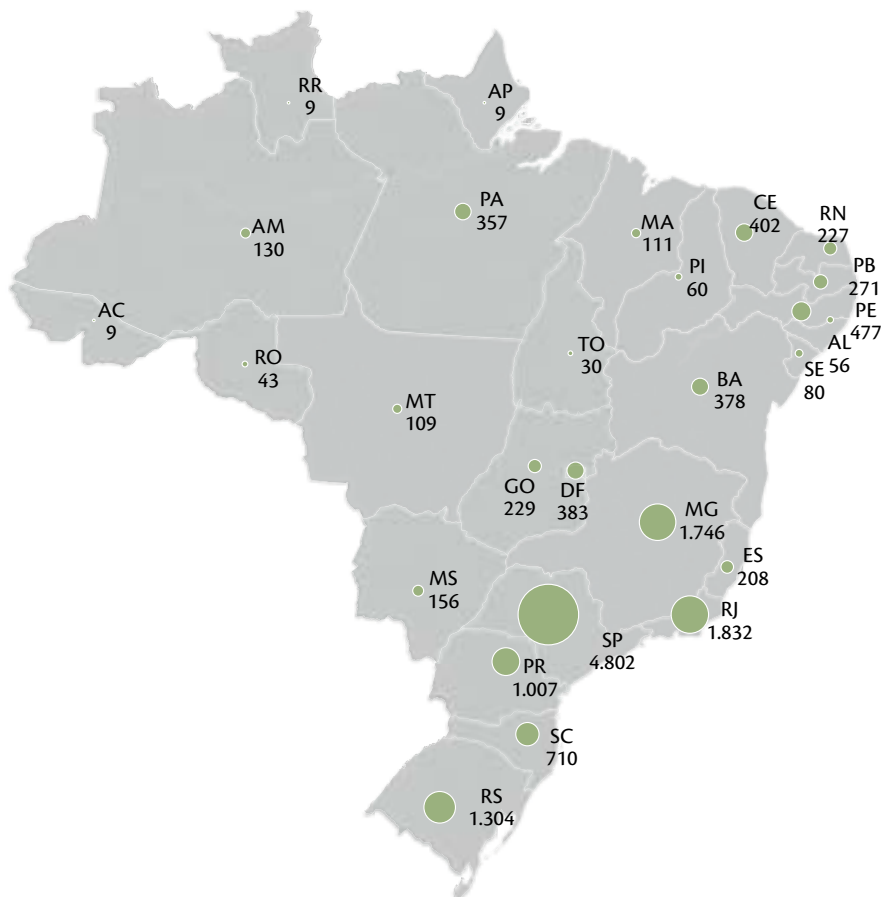 RR
9
AP
9
PA
357
AM
130
MA
111
CE
402
RN
227
PI
60
PB
271
PE
477
AC
9
RO
43
TO
30
AL
56
SE
80
BA
378
MT
109
GO
229
DF
383
MG
1.746
ES
208
MS
156
RJ
1.832
SP
4.802
PR
1.007
SC
710
RS
1.304